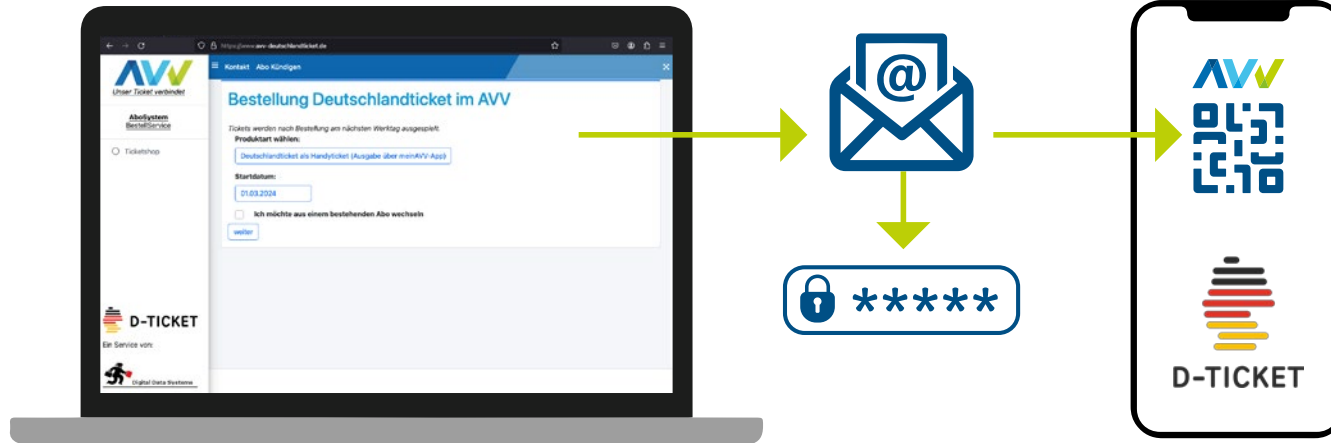 https://www.avv-deutschlandticket.de
AVV
Unser Ticket verbindet
AboSystem
BestellService
Ticketshop
D-TICKET
Ein Service von:
Digital Data Systems
Kontakt Abo Kündigen
Bestellung Deutschlandticket im AVV
Tickets werden nach Bestellung am nächsten Werktag ausgespielt.
Produktart wählen:
Deutschlandticket als Handyticket (Ausgabe über meinAVV-App)
Startdatum:
01.03.2024
Ich möchte aus einem bestehenden Abo wechseln
weiter
@
*****
AVV
D-TICKET